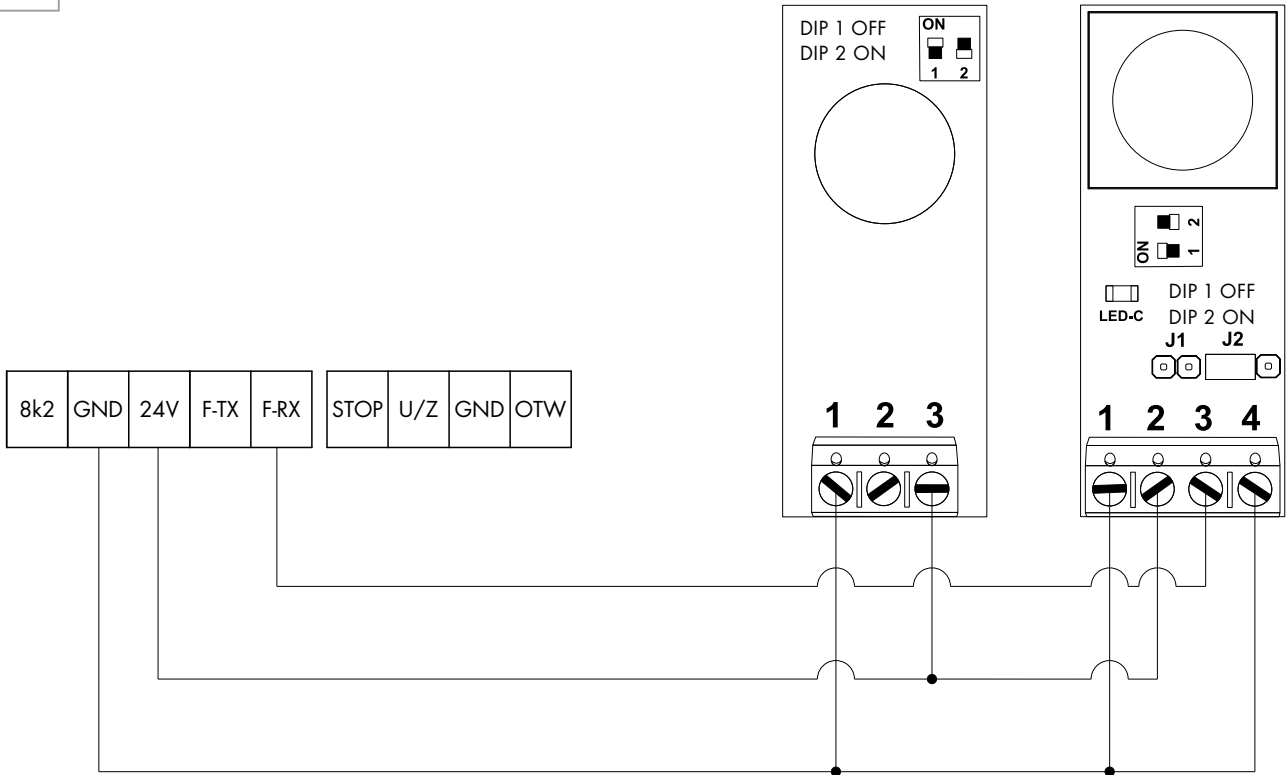 DIP 1 OFF
DIP 2 ON
ON
1 2
2
ON 1
LED-C
DIP 1 OFF
DIP 2 ON
J1 J2
8k2 GND 24V F-TX F-RX STOP U/Z GND OTW
1 2 3
1 2 3 4